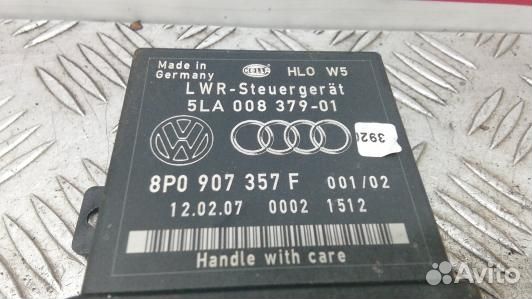 Made in
Germany
HELLA
HLO W5
LWR-Steuergerät
5LA 008 379-01
392
8P0 907 357 F 001/02
12.02.07 0002 1512
Handle with care
Avito